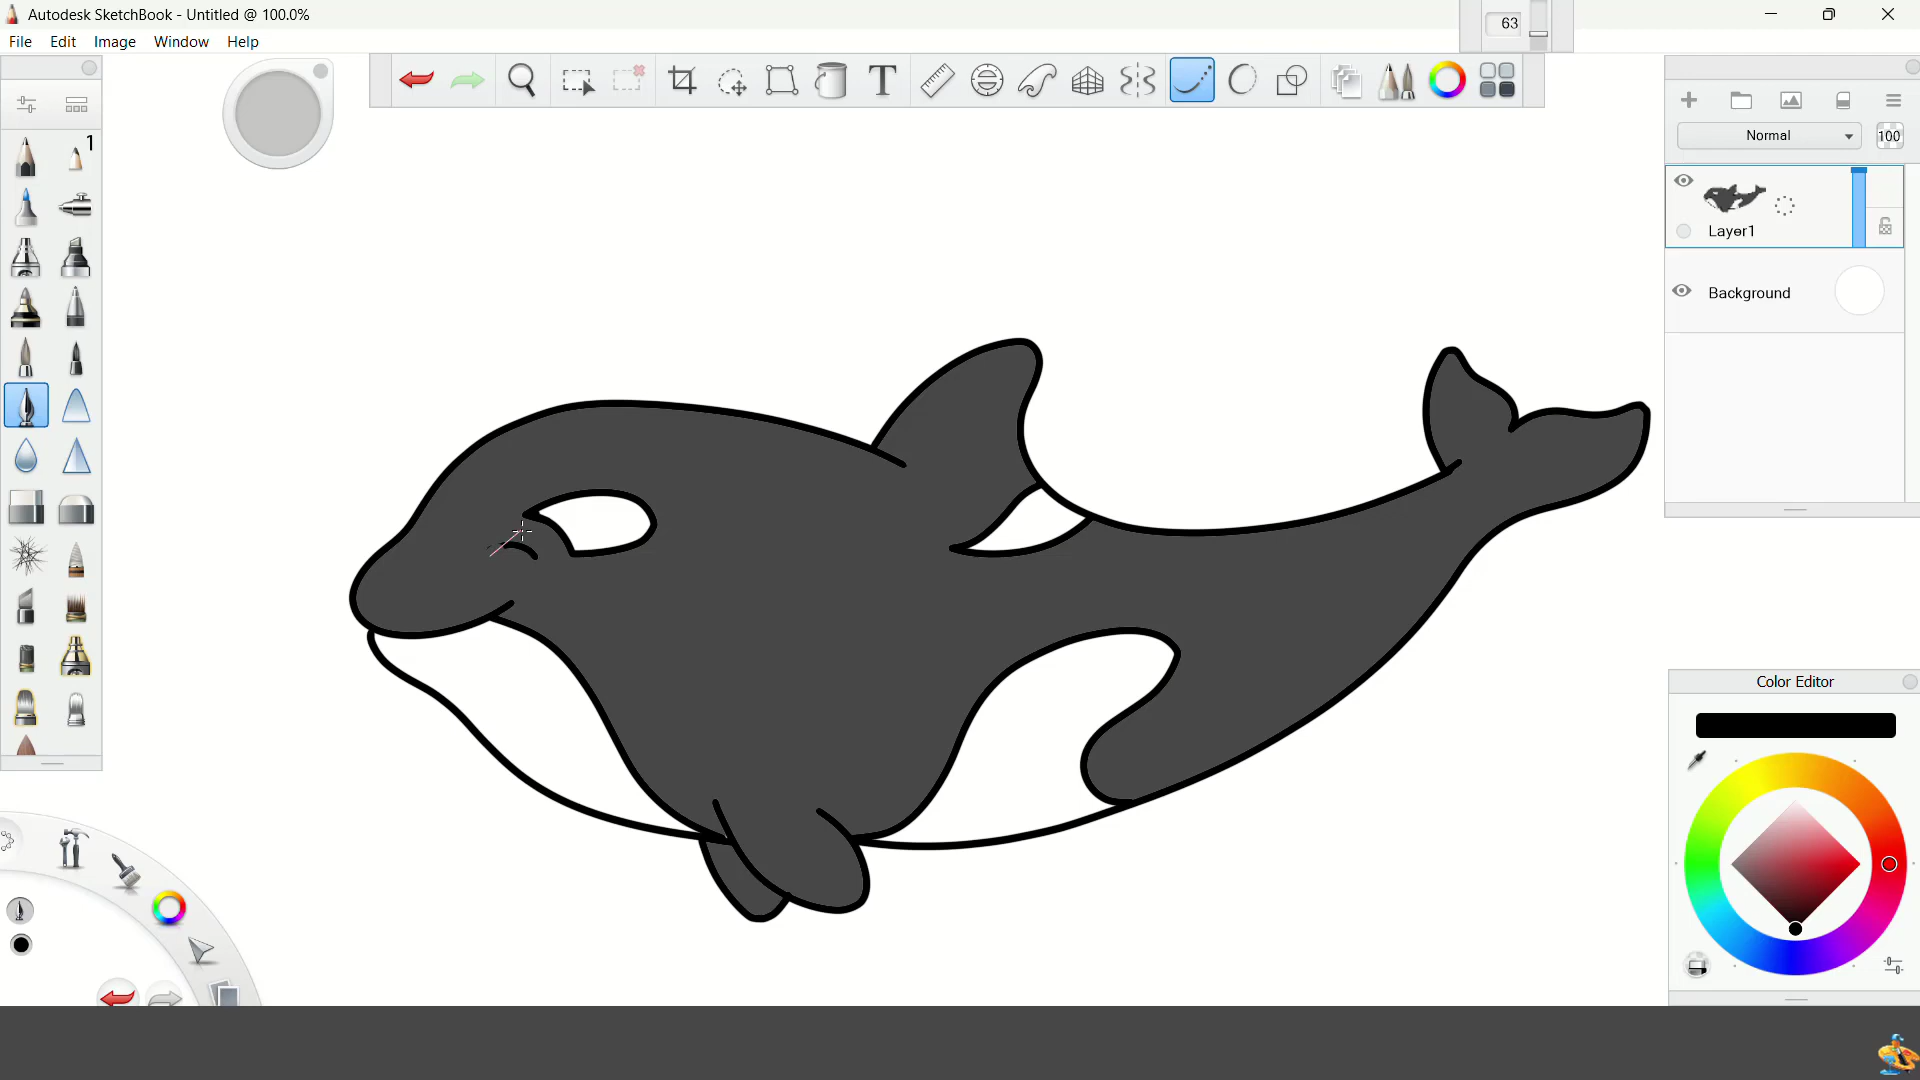 Autodesk SketchBook - Untitled @ 100.0%
63
File Edit Image Window Help
T
1
Normal 100
Layer1
Background
Color Editor